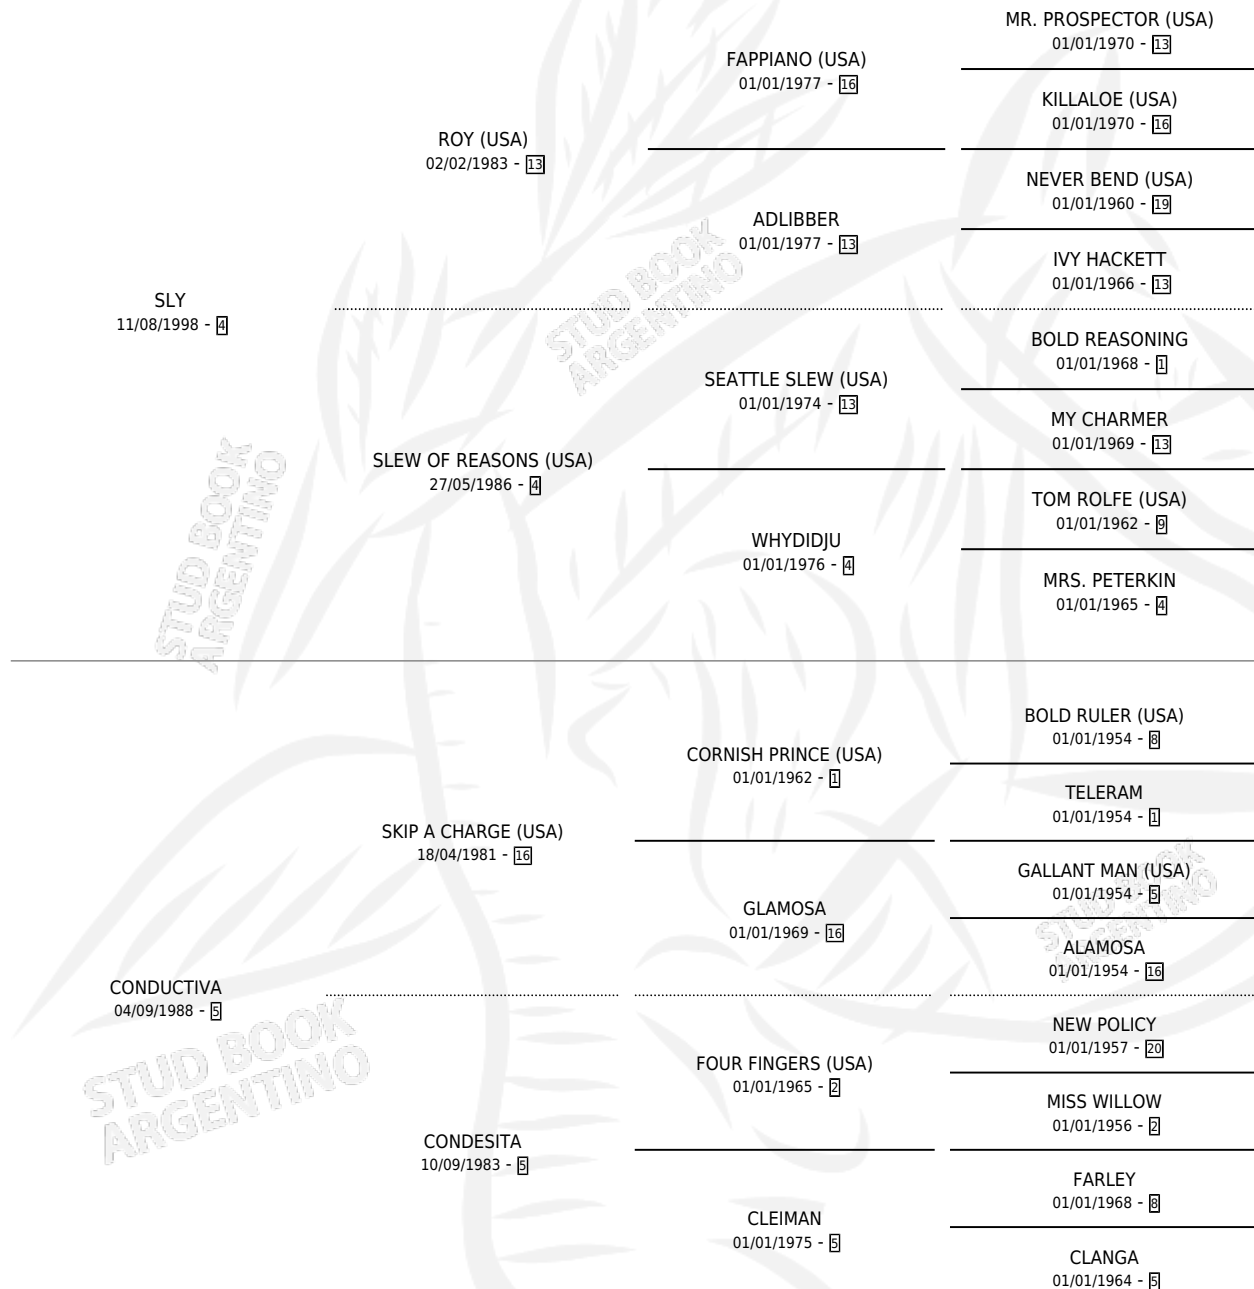 MR. PROSPECTOR (USA)
01/01/1970 - 13
FAPPIANO (USA)
01/01/1977 - 16
KILLALOE (USA)
01/01/1970 - 16
ROY (USA)
02/02/1983 - 13
NEVER BEND (USA)
01/01/1960 - 19
ADLIBBER
01/01/1977 - 13
IVY HACKETT
01/01/1966 - 13
SLY
11/08/1998 - 4
BOLD REASONING
01/01/1968 - 1
SEATTLE SLEW (USA)
01/01/1974 - 13
MY CHARMER
01/01/1969 - 13
SLEW OF REASONS (USA)
27/05/1986 - 4
TOM ROLFE (USA)
01/01/1962 - 9
WHYDIDJU
01/01/1976 - 4
MRS. PETERKIN
01/01/1965 - 4
BOLD RULER (USA)
01/01/1954 - 8
CORNISH PRINCE (USA)
01/01/1962 - 1
TELERAM
01/01/1954 - 1
SKIP A CHARGE (USA)
18/04/1981 - 16
GALLANT MAN (USA)
01/01/1954 - 5
GLAMOSA
01/01/1969 - 16
ALAMOSA
01/01/1954 - 16
CONDUCTIVA
04/09/1988 - 5
NEW POLICY
01/01/1957 - 20
FOUR FINGERS (USA)
01/01/1965 - 2
MISS WILLOW
01/01/1956 - 2
CONDESITA
10/09/1983 - 5
FARLEY
01/01/1968 - 8
CLEIMAN
01/01/1975 - 5
CLANGA
01/01/1964 - 5
STUD BOOK
ARGENTINO
STUD BOOK
ARGENTINO
STUD BOOK
ARGENTINO
STUD BOOK
ARGENTINO